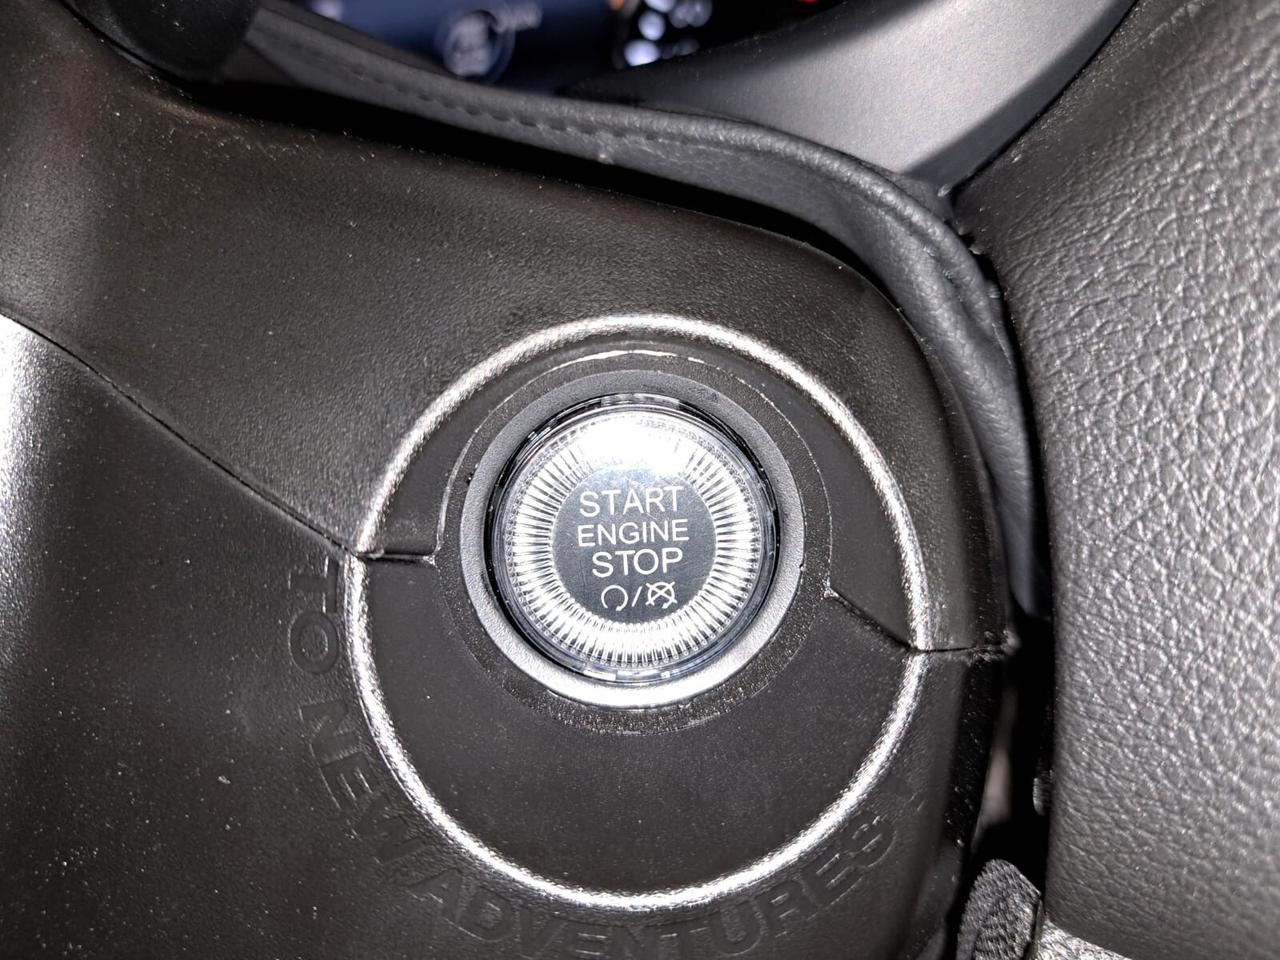 START
ENGINE
STOP
TO NEW ADVENTURES